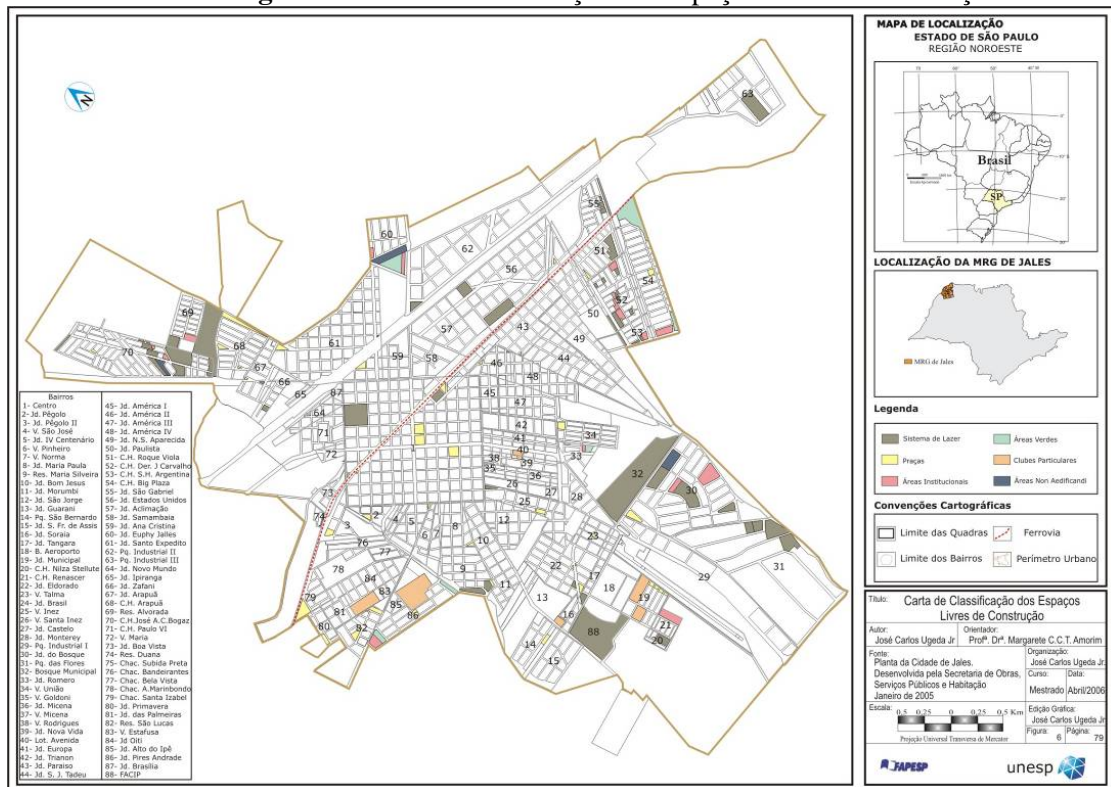 MAPA DE LOCALIZAÇÃO
ESTADO DE SÃO PAULO
REGIÃO NOROESTE
Brasil
SP
LOCALIZAÇÃO DA MRG DE JALES
MRG de Jales
Legenda
Sistema de Lazer
Áreas Verdes
Praças
Clubes Particulares
Áreas Institucionais
Áreas Non Aedificandi
Convenções Cartográficas
Limite das Quadras
Ferrovia
Limite dos Bairros
Perímetro Urbano
Título: Carta de Classificação dos Espaços
Livres de Construção
Autor:
José Carlos Ugeda Jr
Orientador:
Profª. Drª. Margarete C.C.T. Amorim
Fonte:
Planta da Cidade de Jales.
Desenvolvida pela Secretaria de Obras,
Serviços Públicos e Habitação
Janeiro de 2005
Organização:
José Carlos Ugeda Jr.
Curso:
Mestrado
Data:
Abril/2006
Escala:
0,5 0,25 0 0,25 0,5 Km
Projeção Universal Transversa de Mercator
Edição Gráfica:
José Carlos Ugeda Jr
Figura:
6
Página:
79
FAPESP
unesp
N
Bairros
1- Centro
2- Jd. Pêgolo
3- Jd. Pêgolo II
4- V. São José
5- Jd. IV Centenário
6- V. Pinheiro
7- V. Norma
8- Jd. Maria Paula
9- Res. Maria Silveira
10- Jd. Bom Jesus
11- Jd. Morumbi
12- Jd. São Jorge
13- Jd. Guarani
14- Pq. São Bernardo
15- Jd. S. Fr. de Assis
16- Jd. Soraia
17- Jd. Tangara
18- B. Aeroporto
19- Jd. Municipal
20- C.H. Nilza Stellute
21- C.H. Renascer
22- Jd. Eldorado
23- V. Talma
24- Jd. Brasil
25- V. Inez
26- V. Santa Inez
27- Jd. Castelo
28- Jd. Monterey
29- Pq. Industrial I
30- Jd. do Bosque
31- Pq. das Flores
32- Bosque Municipal
33- Jd. Romero
34- V. União
35- V. Goldoni
36- Jd. Micena
37- V. Micena
38- V. Rodrigues
39- Jd. Nova Vida
40- Lot. Avenida
41- Jd. Europa
42- Jd. Trianon
43- Jd. Paraiso
44- Jd. S. J. Tadeu
45- Jd. América I
46- Jd. América II
47- Jd. América III
48- Jd. América IV
49- Jd. N.S. Aparecida
50- Jd. Paulista
51- C.H. Roque Viola
52- C.H. Der. J Carvalho
53- C.H. S.H. Argentina
54- C.H. Big Plaza
55- Jd. São Gabriel
56- Jd. Estados Unidos
57- Jd. Aclimação
58- Jd. Samambaia
59- Jd. Ana Cristina
60- Jd. Euphy Jalles
61- Jd. Santo Expedito
62- Pq. Industrial II
63- Pq. Industrial III
64- Jd. Novo Mundo
65- Jd. Ipiranga
66- Jd. Zafani
67- Jd. Arapuã
68- C.H. Arapuã
69- Res. Alvorada
70- C.H.José A.C.Bogaz
71- C.H. Paulo VI
72- V. Maria
73- Jd. Boa Vista
74- Res. Duana
75- Chac. Subida Preta
76- Chac. Bandeirantes
77- Chac. Bela Vista
78- Chac. A.Marinbondo
79- Chac. Santa Izabel
80- Jd. Primavera
81- Jd. das Palmeiras
82- Res. São Lucas
83- V. Estafusa
84- Jd Oiti
85- Jd. Alto do Ipê
86- Jd. Pires Andrade
87- Jd. Brasília
88- FACIP